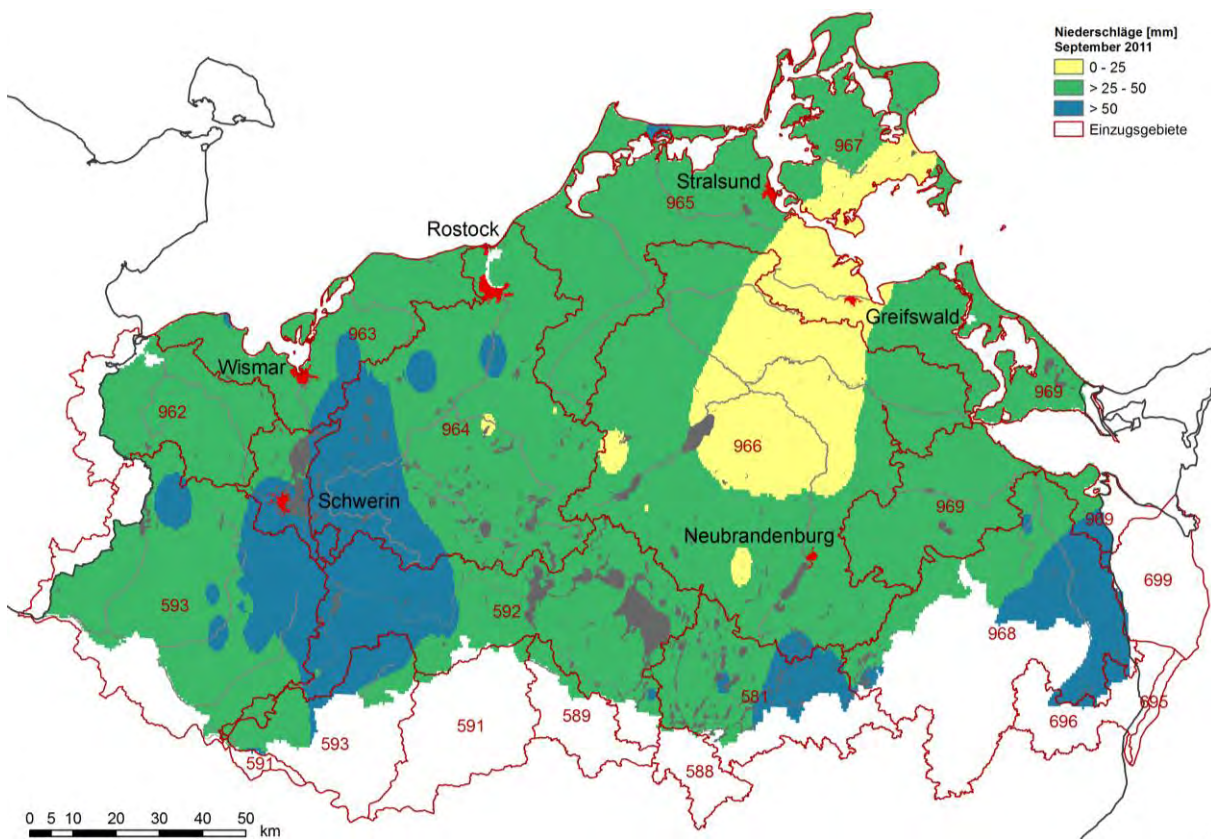 Niederschläge [mm]
September 2011
0 - 25
> 25 - 50
> 50
Einzugsgebiete
967
Stralsund
965
Rostock
Greifswald
963
Wismar
969
962
964
966
Schwerin
969
969
Neubrandenburg
699
593
592
968
581
695
696
591
589
593
591
588
0 5 10 20 30 40 50
km